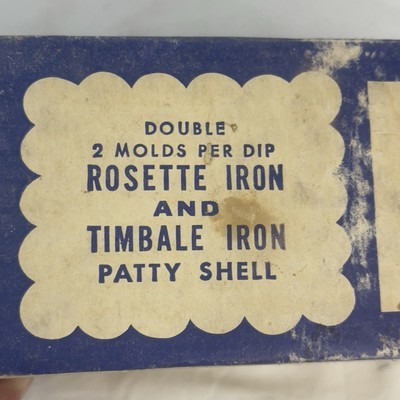 DOUBLE
2 MOLDS PER DIP
ROSETTE IRON
AND
TIMBALE IRON
PATTY SHELL